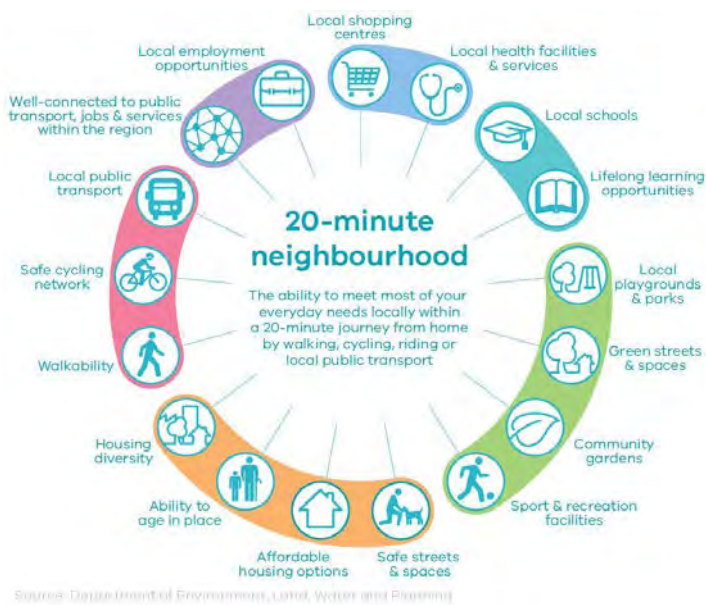 Local shopping
centres
Local health facilities
& services
Local schools
Lifelong learning
opportunities
Local
playgrounds
& parks
Green streets
& spaces
Community
gardens
Sport & recreation
facilities
Safe streets
& spaces
Affordable
housing options
Ability to
age in place
Housing
diversity
Walkability
Safe cycling
network
Local public
transport
Well-connected to public
transport, jobs & services
within the region
Local employment
opportunities
20-minute
neighbourhood
The ability to meet most of your
everyday needs locally within
a 20-minute journey from home
by walking, cycling, riding or
local public transport
Source: Department of Environment, Land, Water and Planning